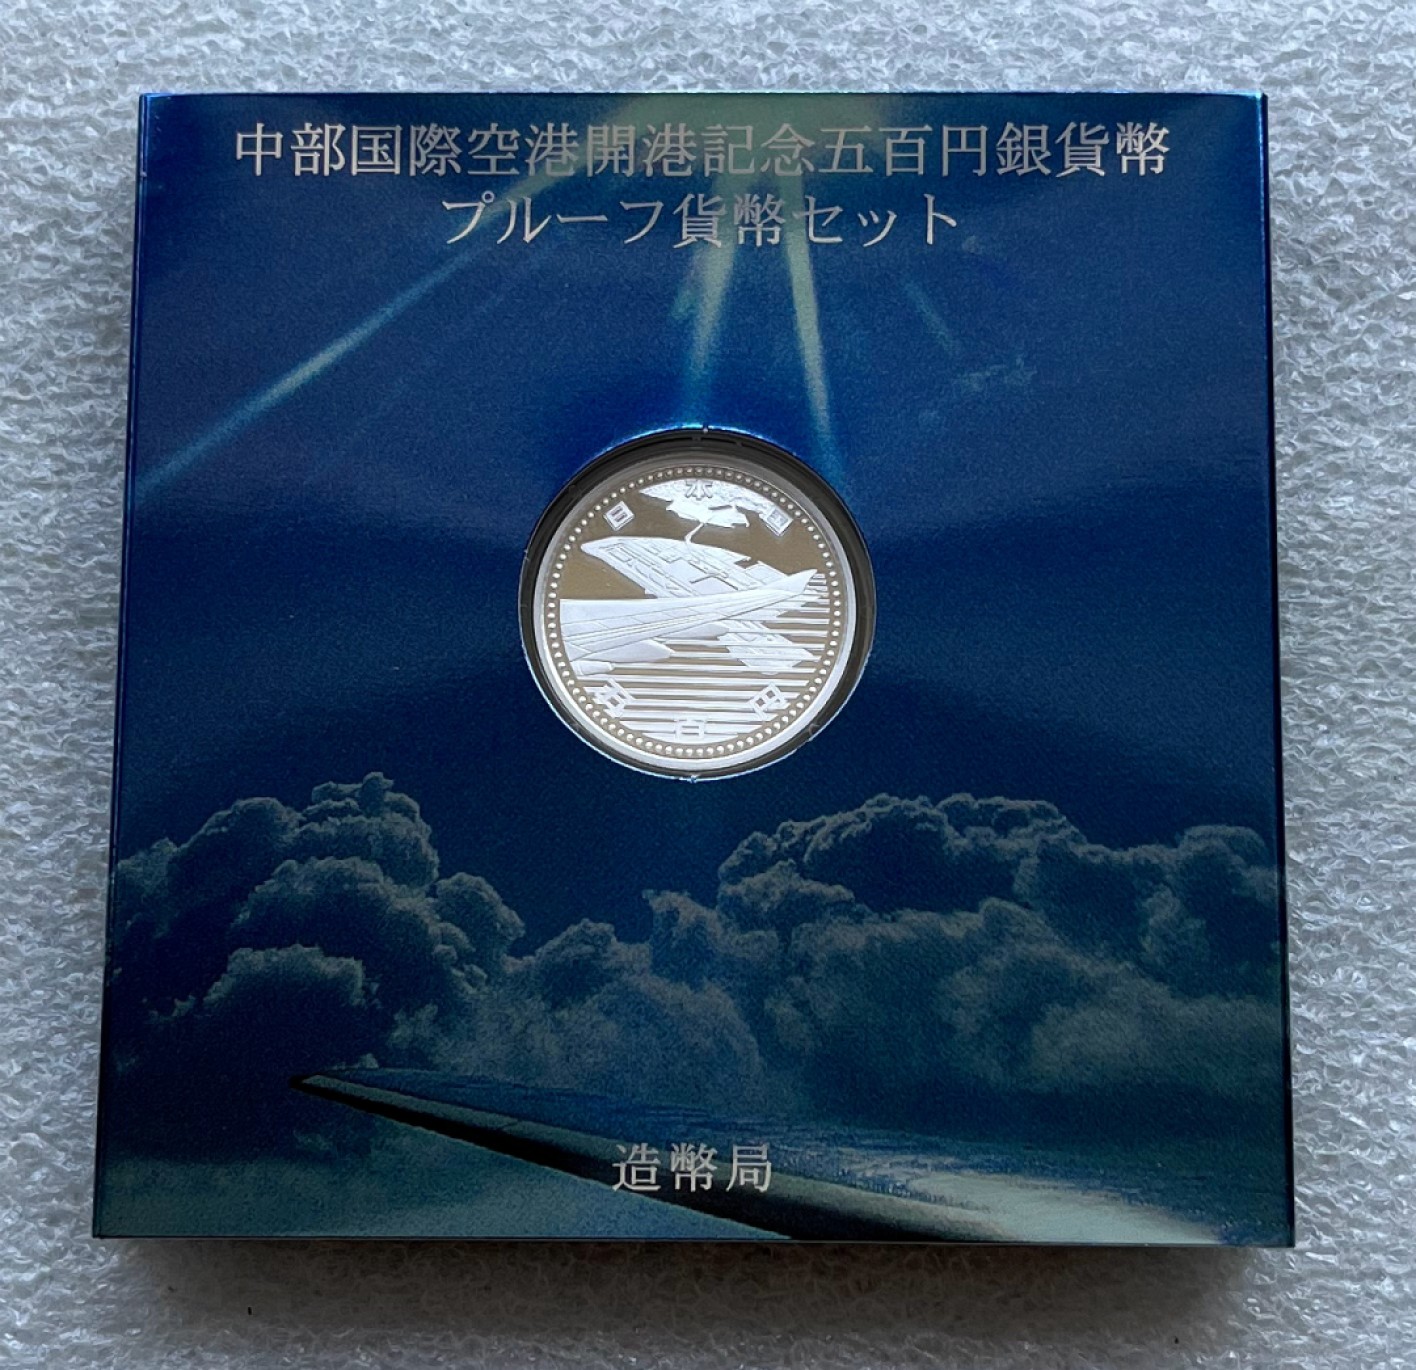 中部国際空港開港記念五百円銀貨幣
プルーフ貨幣セット
日本国
五百円
造幣局